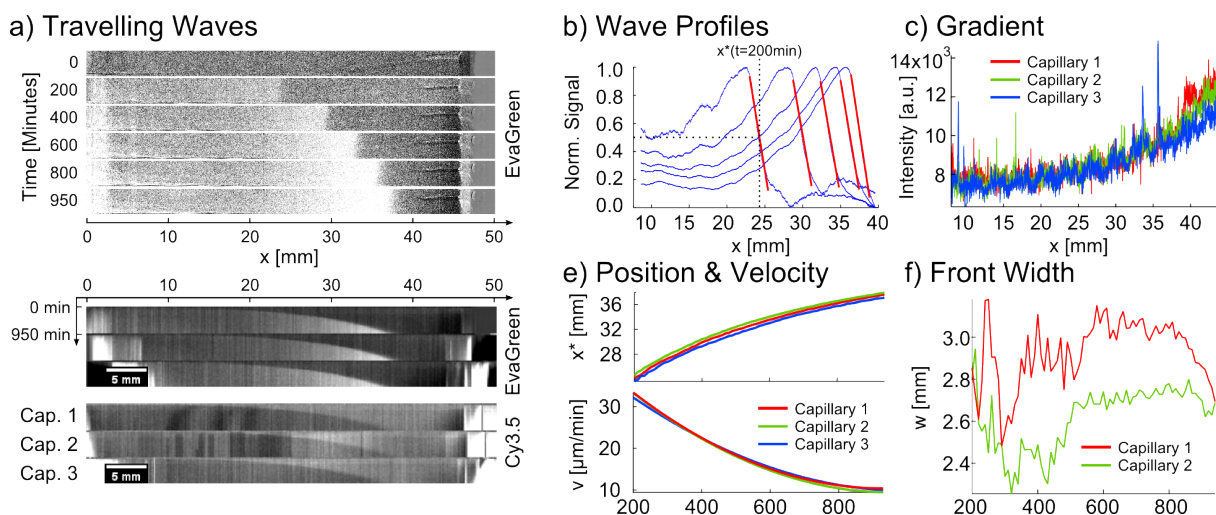 a) Travelling Waves
Time [Minutes]
0
200
400
600
800
950
EvaGreen
0 10 20 30 40 50
x [mm]
0 10 20 30 40 50
0 min
950 min
5 mm
EvaGreen
Cap. 1
Cap. 2
Cap. 3
5 mm
Cy3.5
b) Wave Profiles
x*(t=200min)
Norm. Signal
1.0
0.8
0.6
0.4
0.2
0.0
10 15 20 25 30 35 40
x [mm]
c) Gradient
Intensity [a.u.]
14x10³
12
10
8
Capillary 1
Capillary 2
Capillary 3
10 15 20 25 30 35 40
x [mm]
e) Position & Velocity
x* [mm]
36
32
28
v [µm/min]
30
20
10
Capillary 1
Capillary 2
Capillary 3
200 400 600 800
f) Front Width
w [mm]
3.0
2.8
2.6
2.4
Capillary 1
Capillary 2
200 400 600 800